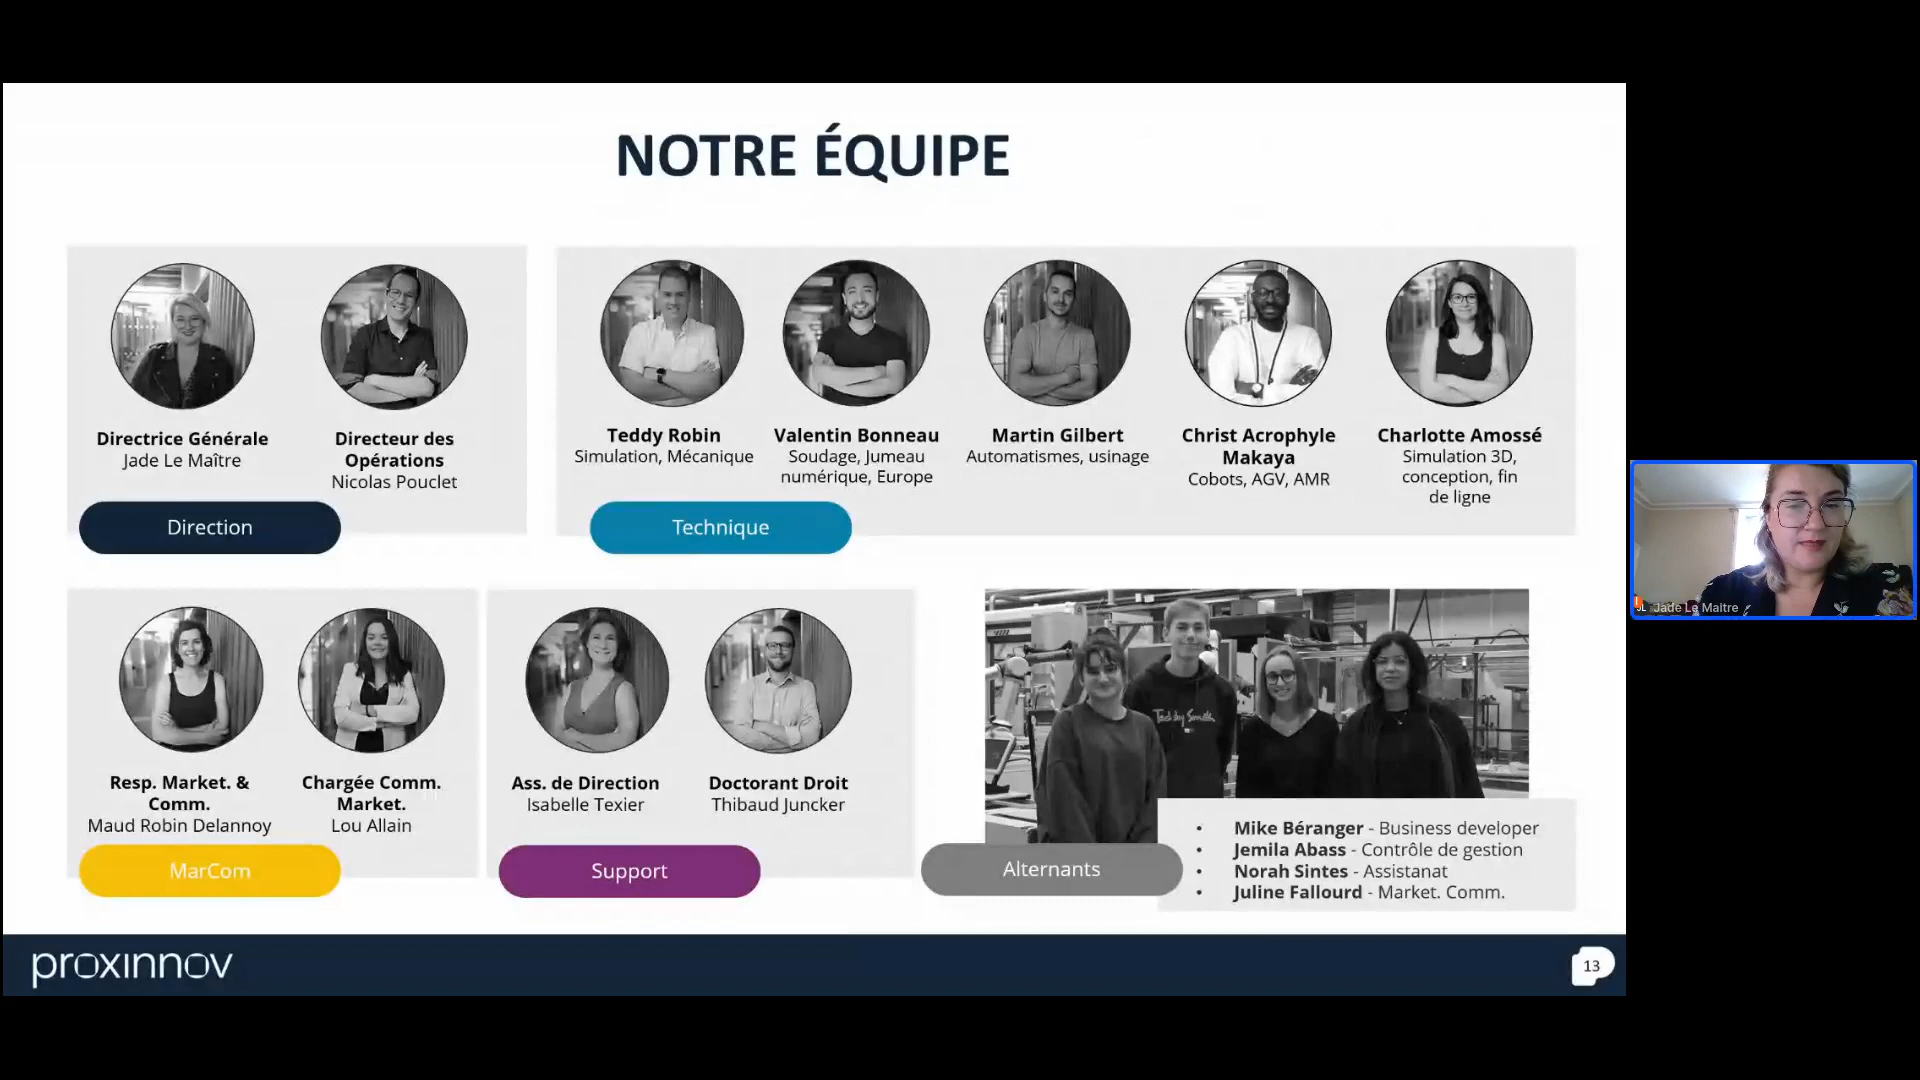 NOTRE ÉQUIPE
Directrice Générale
Jade Le Maître
Directeur des
Opérations
Nicolas Pouclet
Direction
Teddy Robin
Simulation, Mécanique
Valentin Bonneau
Soudage, Jumeau
numérique, Europe
Martin Gilbert
Automatismes, usinage
Christ Acrophyle
Makaya
Cobots, AGV, AMR
Charlotte Amossé
Simulation 3D,
conception, fin
de ligne
Technique
Resp. Market. &
Comm.
Maud Robin Delannoy
Chargée Comm.
Market.
Lou Allain
MarCom
Ass. de Direction
Isabelle Texier
Doctorant Droit
Thibaud Juncker
Support
Teddy Smith
Alternants
• Mike Béranger - Business developer
• Jemila Abass - Contrôle de gestion
• Norah Sintes - Assistanat
• Juline Fallourd - Market. Comm.
proxinnov
13
Jade Le Maitre